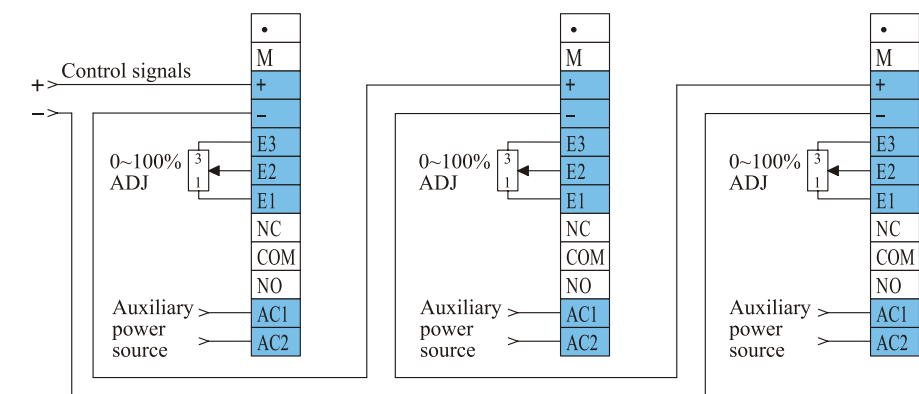 M
+
−
E3
E2
E1
NC
COM
NO
AC1
AC2
+ Control signals
−
0~100%
ADJ
3
1
Auxiliary
power
source
M
+
−
E3
E2
E1
NC
COM
NO
AC1
AC2
0~100%
ADJ
3
1
Auxiliary
power
source
M
+
−
E3
E2
E1
NC
COM
NO
AC1
AC2
0~100%
ADJ
3
1
Auxiliary
power
source